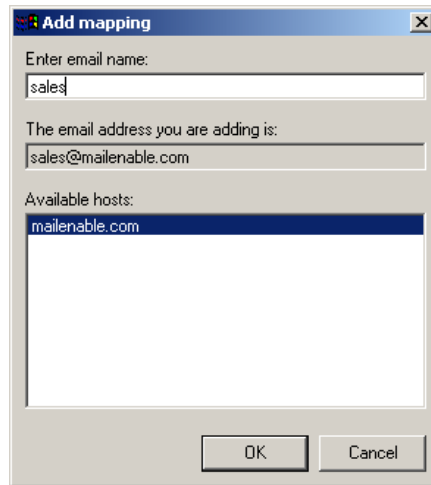 Add mapping
Enter email name:
sales
The email address you are adding is:
sales@mailenable.com
Available hosts:
mailenable.com
OK
Cancel